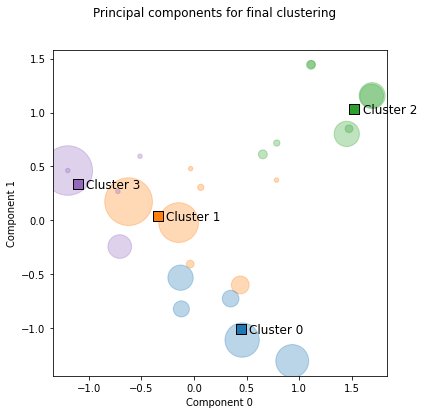 Principal components for final clustering
1.5
1.0
0.5
0.0
−0.5
−1.0
Component 1
Cluster 2
Cluster 3
Cluster 1
Cluster 0
−1.0 −0.5 0.0 0.5 1.0 1.5
Component 0